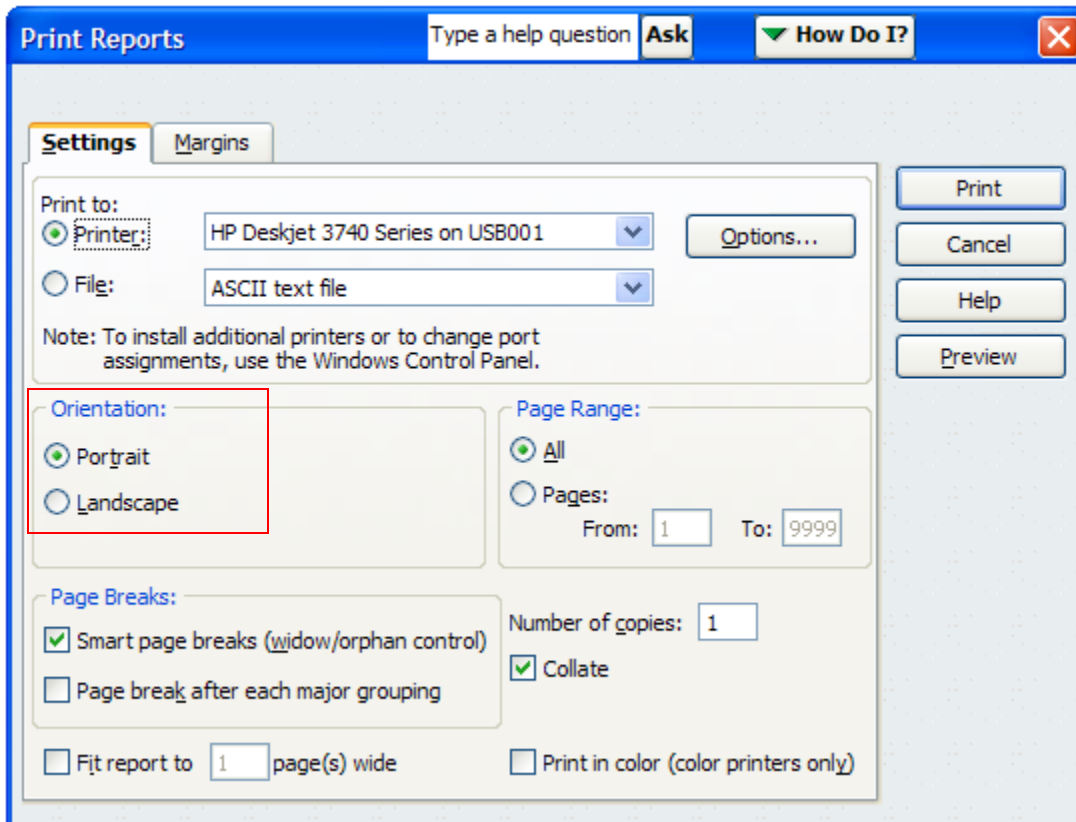 Print Reports Type a help question Ask How Do I?
Settings Margins
Print to:
Printer: HP Deskjet 3740 Series on USB001 Options...
File: ASCII text file
Note: To install additional printers or to change port
assignments, use the Windows Control Panel.
Print
Cancel
Help
Preview
Orientation:
Portrait
Landscape
Page Range:
All
Pages:
From: 1 To: 9999
Page Breaks:
Smart page breaks (widow/orphan control)
Page break after each major grouping
Number of copies: 1
Collate
Fit report to 1 page(s) wide
Print in color (color printers only)